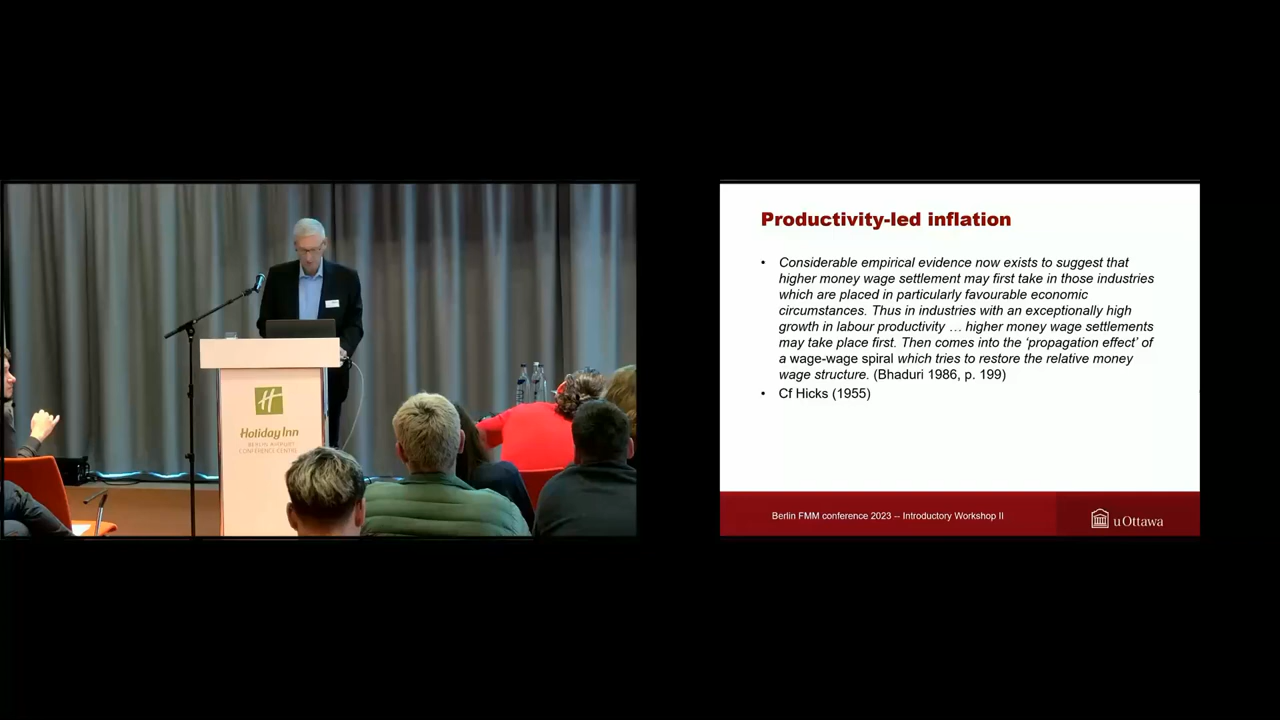 Holiday Inn
CONFERENCE CENTRE
Productivity-led inflation
• Considerable empirical evidence now exists to suggest that
higher money wage settlement may first take in those industries
which are placed in particularly favourable economic
circumstances. Thus in industries with an exceptionally high
growth in labour productivity … higher money wage settlements
may take place first. Then comes into the ‘propagation effect’ of
a wage-wage spiral which tries to restore the relative money
wage structure. (Bhaduri 1986, p. 199)
• Cf Hicks (1955)
Berlin FMM conference 2023 -- Introductory Workshop II
uOttawa